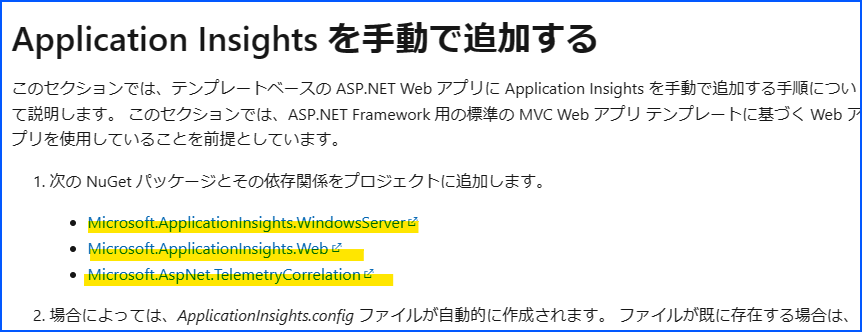 Application Insights を手動で追加する
このセクションでは、テンプレートベースの ASP.NET Web アプリに Application Insights を手動で追加する手順につい
て説明します。 このセクションでは、ASP.NET Framework 用の標準の MVC Web アプリ テンプレートに基づく Web ア
プリを使用していることを前提としています。
1. 次の NuGet パッケージとその依存関係をプロジェクトに追加します。
• Microsoft.ApplicationInsights.WindowsServer
• Microsoft.ApplicationInsights.Web
• Microsoft.AspNet.TelemetryCorrelation
2. 場合によっては、ApplicationInsights.config ファイルが自動的に作成されます。 ファイルが既に存在する場合は、